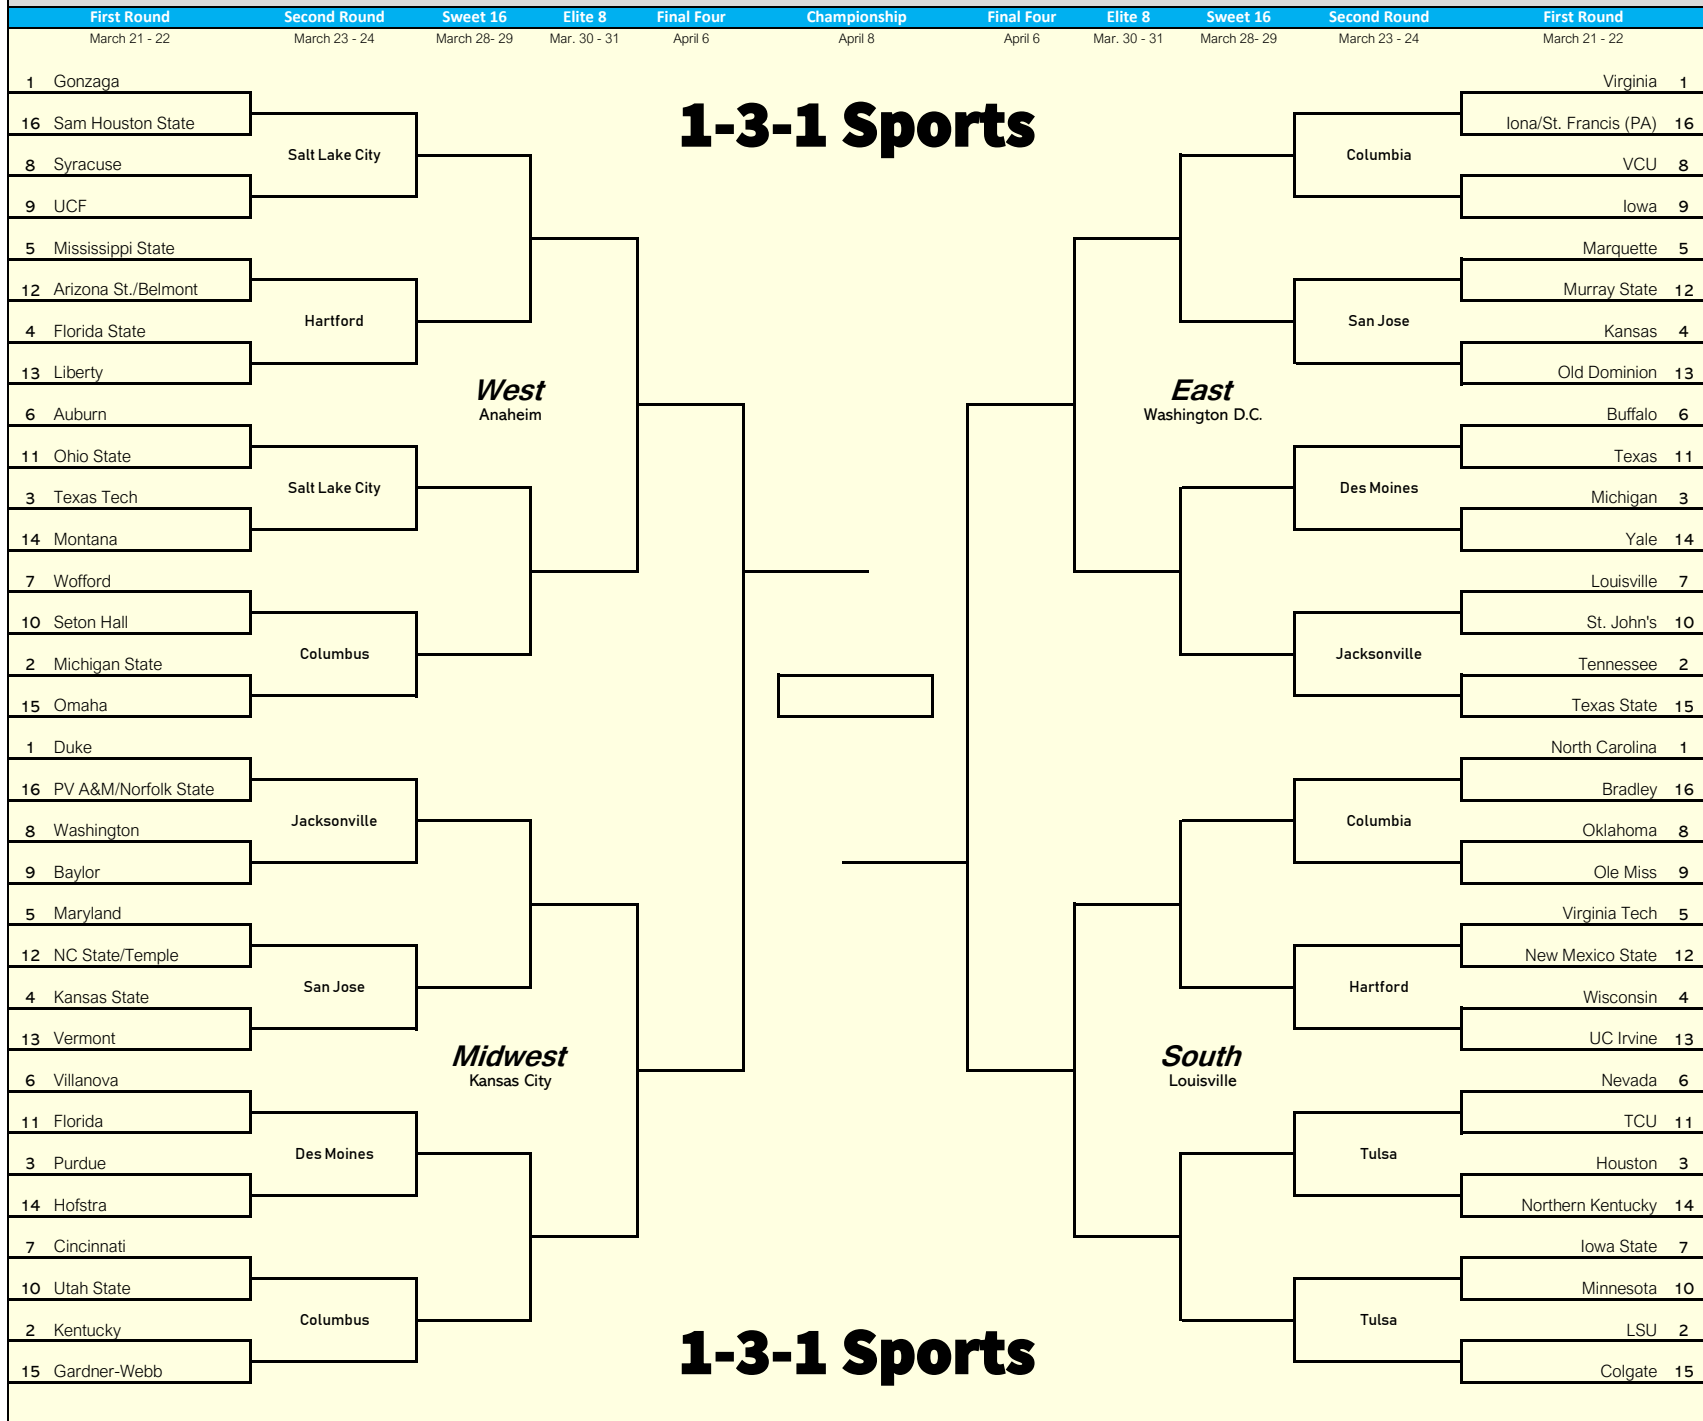 First Round Second Round Sweet 16 Elite 8 Final Four Championship Final Four Elite 8 Sweet 16 Second Round First Round
March 21 - 22 March 23 - 24 March 28- 29 Mar. 30 - 31 April 6 April 8 April 6 Mar. 30 - 31 March 28- 29 March 23 - 24 March 21 - 22
1 Gonzaga Virginia 1
1-3-1 Sports
16 Sam Houston State Iona/St. Francis (PA) 16
Salt Lake City Columbia
8 Syracuse VCU 8
9 UCF Iowa 9
5 Mississippi State Marquette 5
12 Arizona St./Belmont Murray State 12
Hartford San Jose
4 Florida State Kansas 4
13 Liberty Old Dominion 13
West East
Anaheim Washington D.C.
6 Auburn Buffalo 6
11 Ohio State Texas 11
Salt Lake City Des Moines
3 Texas Tech Michigan 3
14 Montana Yale 14
7 Wofford Louisville 7
10 Seton Hall St. John's 10
Columbus Jacksonville
2 Michigan State Tennessee 2
15 Omaha Texas State 15
1 Duke North Carolina 1
16 PV A&M/Norfolk State Bradley 16
Jacksonville Columbia
8 Washington Oklahoma 8
9 Baylor Ole Miss 9
5 Maryland Virginia Tech 5
12 NC State/Temple New Mexico State 12
San Jose Hartford
4 Kansas State Wisconsin 4
13 Vermont UC Irvine 13
Midwest South
Kansas City Louisville
6 Villanova Nevada 6
11 Florida TCU 11
Des Moines Tulsa
3 Purdue Houston 3
14 Hofstra Northern Kentucky 14
7 Cincinnati Iowa State 7
10 Utah State Minnesota 10
Columbus Tulsa
2 Kentucky LSU 2
1-3-1 Sports
15 Gardner-Webb Colgate 15